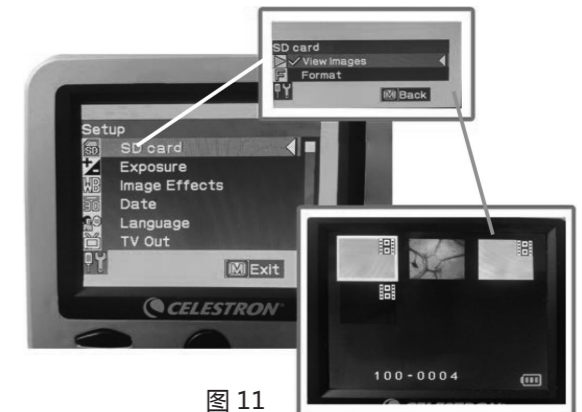 SD card
View Images
Format
M Back
Setup
SD card
Exposure
Image Effects
Date
Language
TV Out
M Exit
CELESTRON
100-0004
CELESTRON
图 11